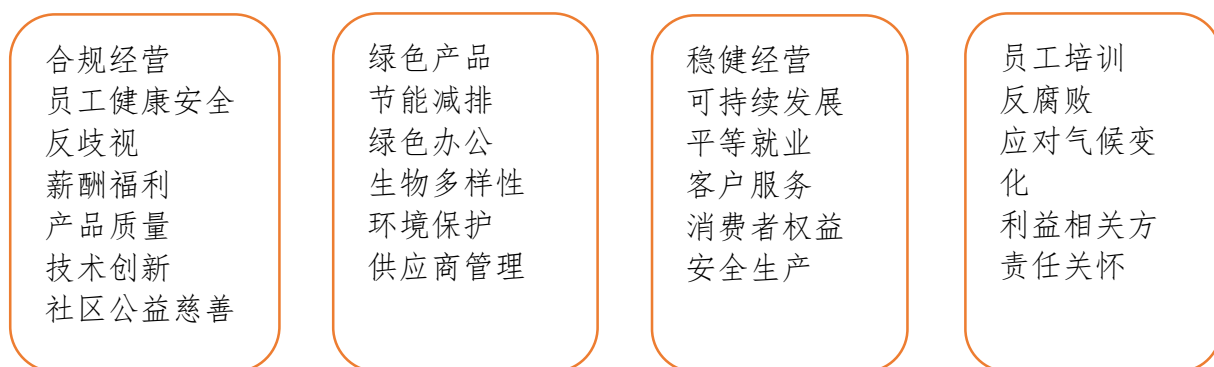 合规经营
员工健康安全
反歧视
薪酬福利
产品质量
技术创新
社区公益慈善
绿色产品
节能减排
绿色办公
生物多样性
环境保护
供应商管理
稳健经营
可持续发展
平等就业
客户服务
消费者权益
安全生产
员工培训
反腐败
应对气候变
化
利益相关方
责任关怀